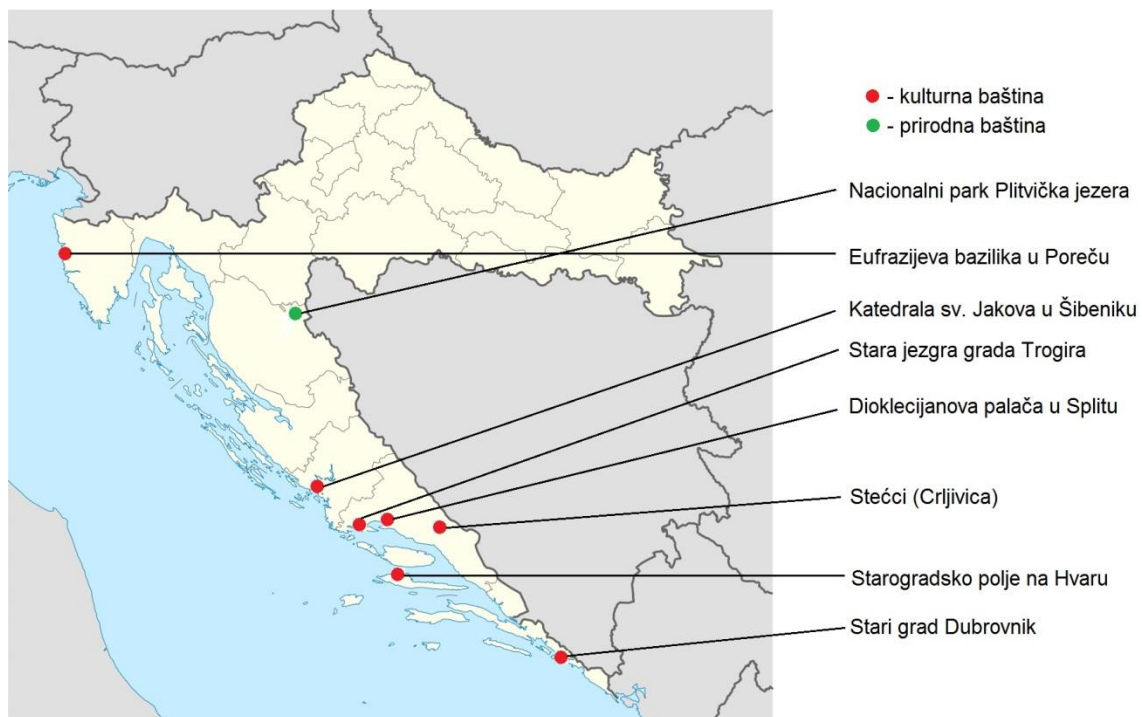 - kulturna baština
- prirodna baština
Nacionalni park Plitvička jezera
Eufrazijeva bazilika u Poreču
Katedrala sv. Jakova u Šibeniku
Stara jezgra grada Trogira
Dioklecijanova palača u Splitu
Stećci (Crljivica)
Starogradsko polje na Hvaru
Stari grad Dubrovnik